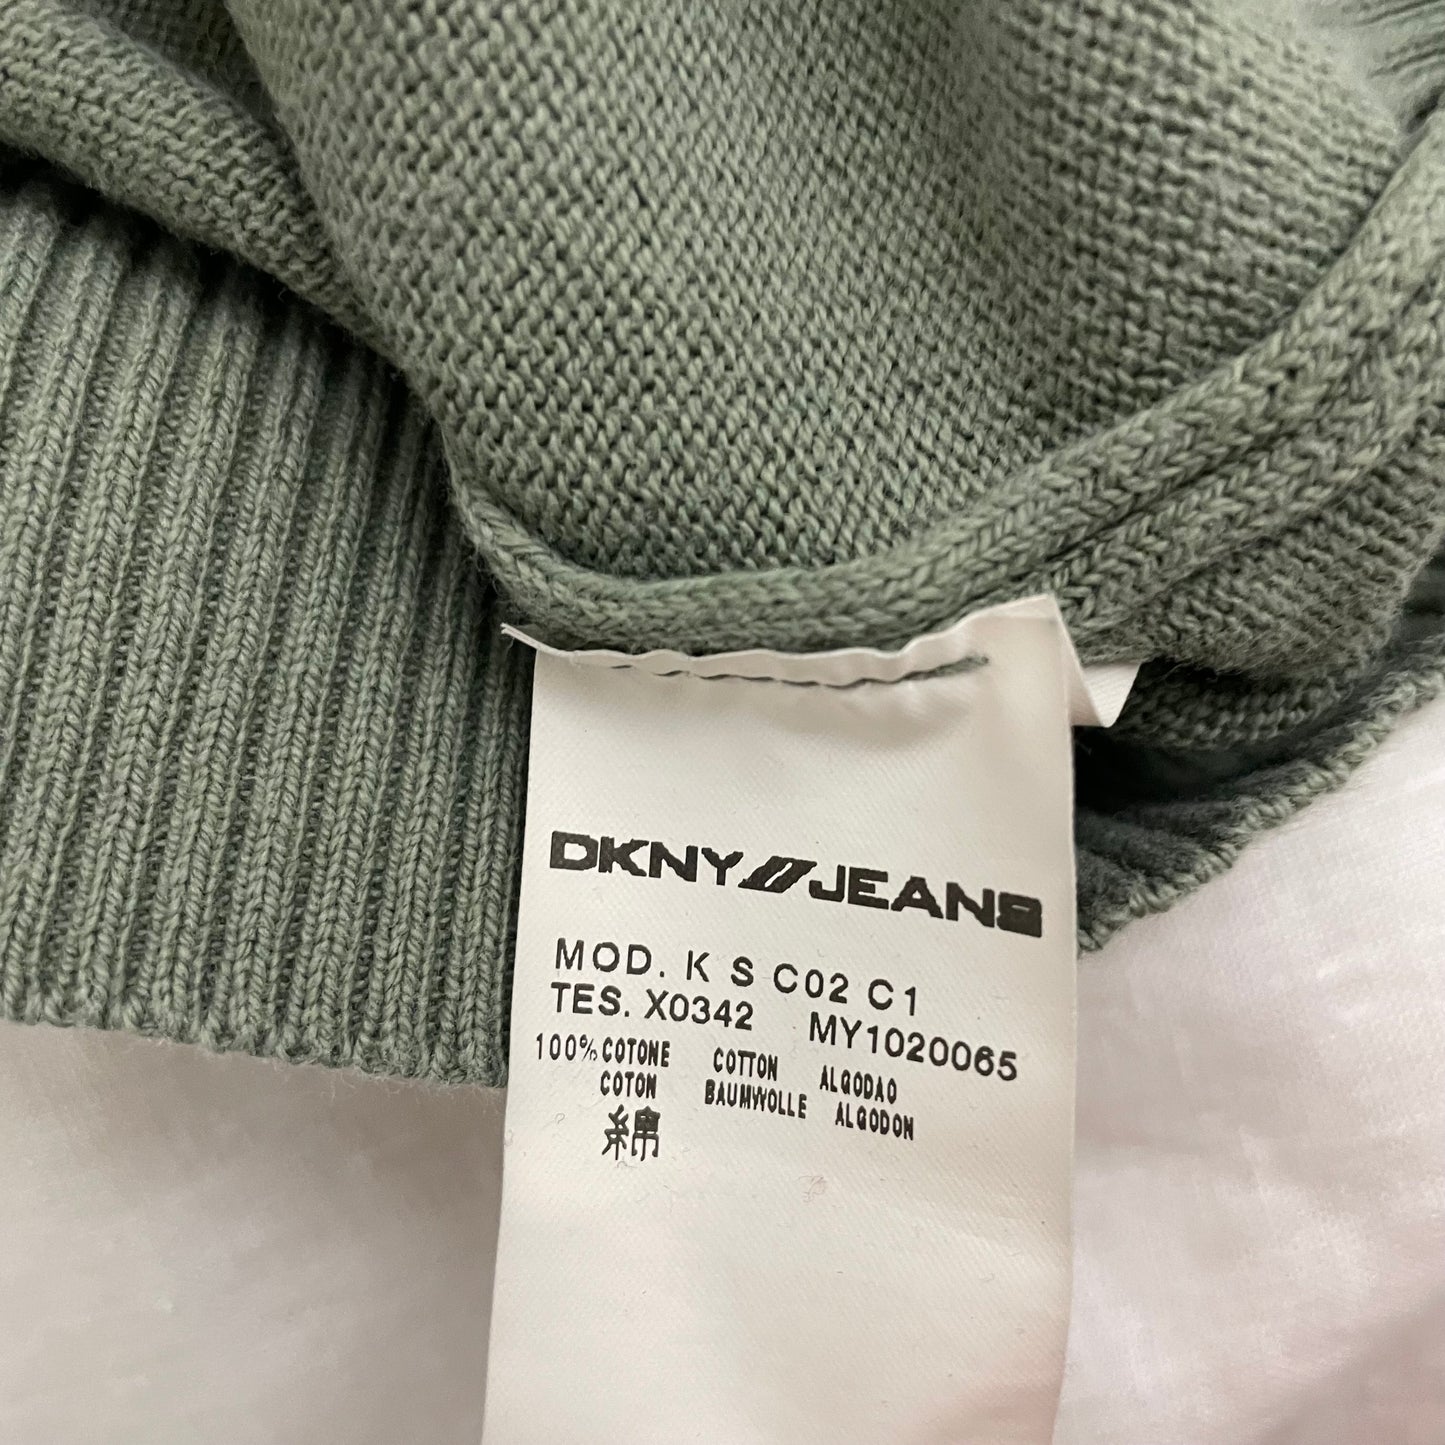 DKNY//JEANS
MOD. K S C02 C1
TES. X0342 MY1020065
100% COTONE COTTON ALGODAO
COTON BAUMWOLLE ALGODON
綿